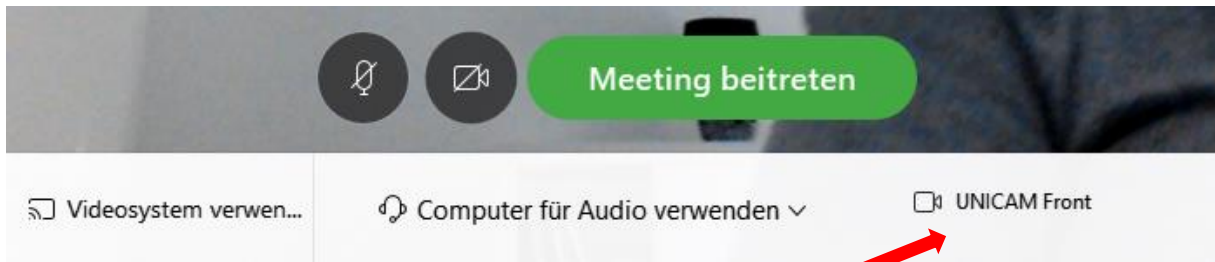 Meeting beitreten
Videosystem verwen...
Computer für Audio verwenden
UNICAM Front